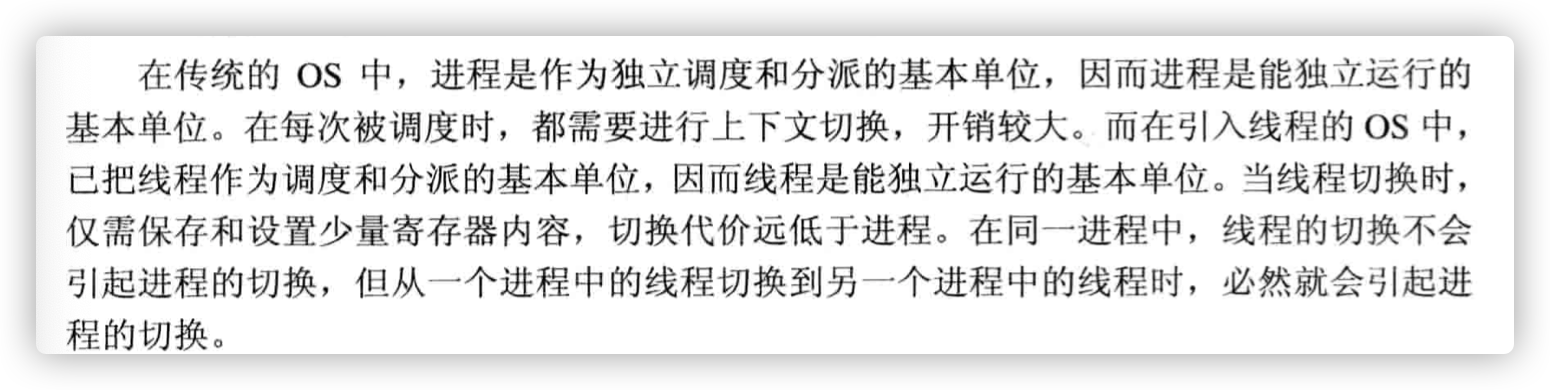 在传统的 OS 中，进程是作为独立调度和分派的基本单位，因而进程是能独立运行的
基本单位。在每次被调度时，都需要进行上下文切换，开销较大。而在引入线程的 OS 中，
已把线程作为调度和分派的基本单位，因而线程是能独立运行的基本单位。当线程切换时，
仅需保存和设置少量寄存器内容，切换代价远低于进程。在同一进程中，线程的切换不会
引起进程的切换，但从一个进程中的线程切换到另一个进程中的线程时，必然就会引起进
程的切换。